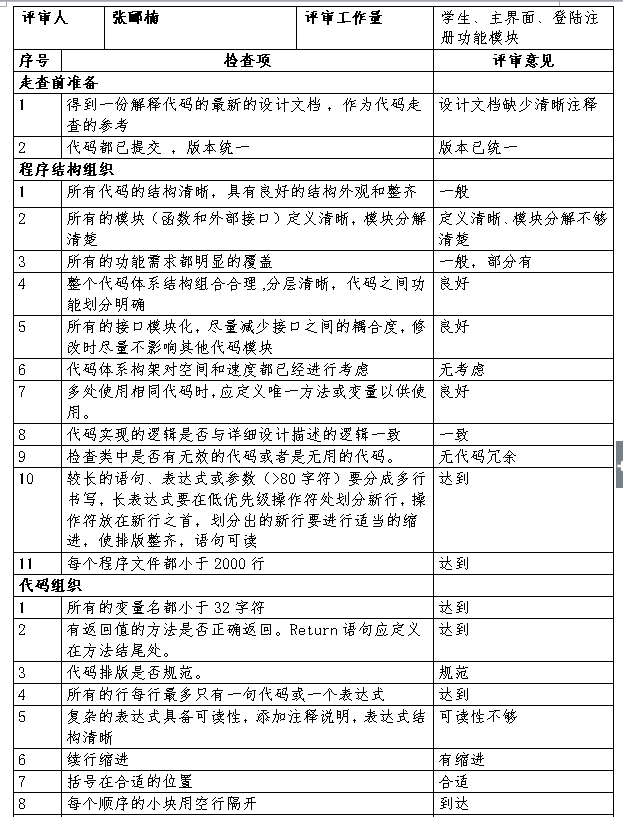 评审人 张郦楠 评审工作量 学生、主界面、登陆注
册功能模块
序号 检查项 评审意见
走查前准备
1 得到一份解释代码的最新的设计文档，作为代码走 设计文档缺少清晰注释
查的参考
2 代码都已提交 ，版本统一 版本已统一
程序结构组织
1 所有代码的结构清晰，具有良好的结构外观和整齐 一般
2 所有的模块（函数和外部接口）定义清晰，模块分解 定义清晰、模块分解不够
清楚 清楚
3 所有的功能需求都明显的覆盖 一般，部分有
4 整个代码体系结构组合合理,分层清晰，代码之间功 良好
能划分明确
5 所有的接口模块化，尽量减少接口之间的耦合度，修 良好
改时尽量不影响其他代码模块
6 代码体系构架对空间和速度都已经进行考虑 无考虑
7 多处使用相同代码时，应定义唯一方法或变量以供使 良好
用。
8 代码实现的逻辑是否与详细设计描述的逻辑一致 一致
9 检查类中是否有无效的代码或者是无用的代码。 无代码冗余
10 较长的语句、表达式或参数（>80 字符）要分成多行 达到
书写，长表达式要在低优先级操作符处划分新行，操
作符放在新行之首，划分出的新行要进行适当的缩
进，使排版整齐，语句可读
11 每个程序文件都小于 2000 行 达到
代码组织
1 所有的变量名都小于 32 字符 达到
2 有返回值的方法是否正确返回。Return 语句应定义 达到
在方法结尾处。
3 代码排版是否规范。 规范
4 所有的行每行最多只有一句代码或一个表达式 达到
5 复杂的表达式具备可读性，添加注释说明，表达式结 可读性不够
构清晰
6 续行缩进 有缩进
7 括号在合适的位置 合适
8 每个顺序的小块用空行隔开 到达